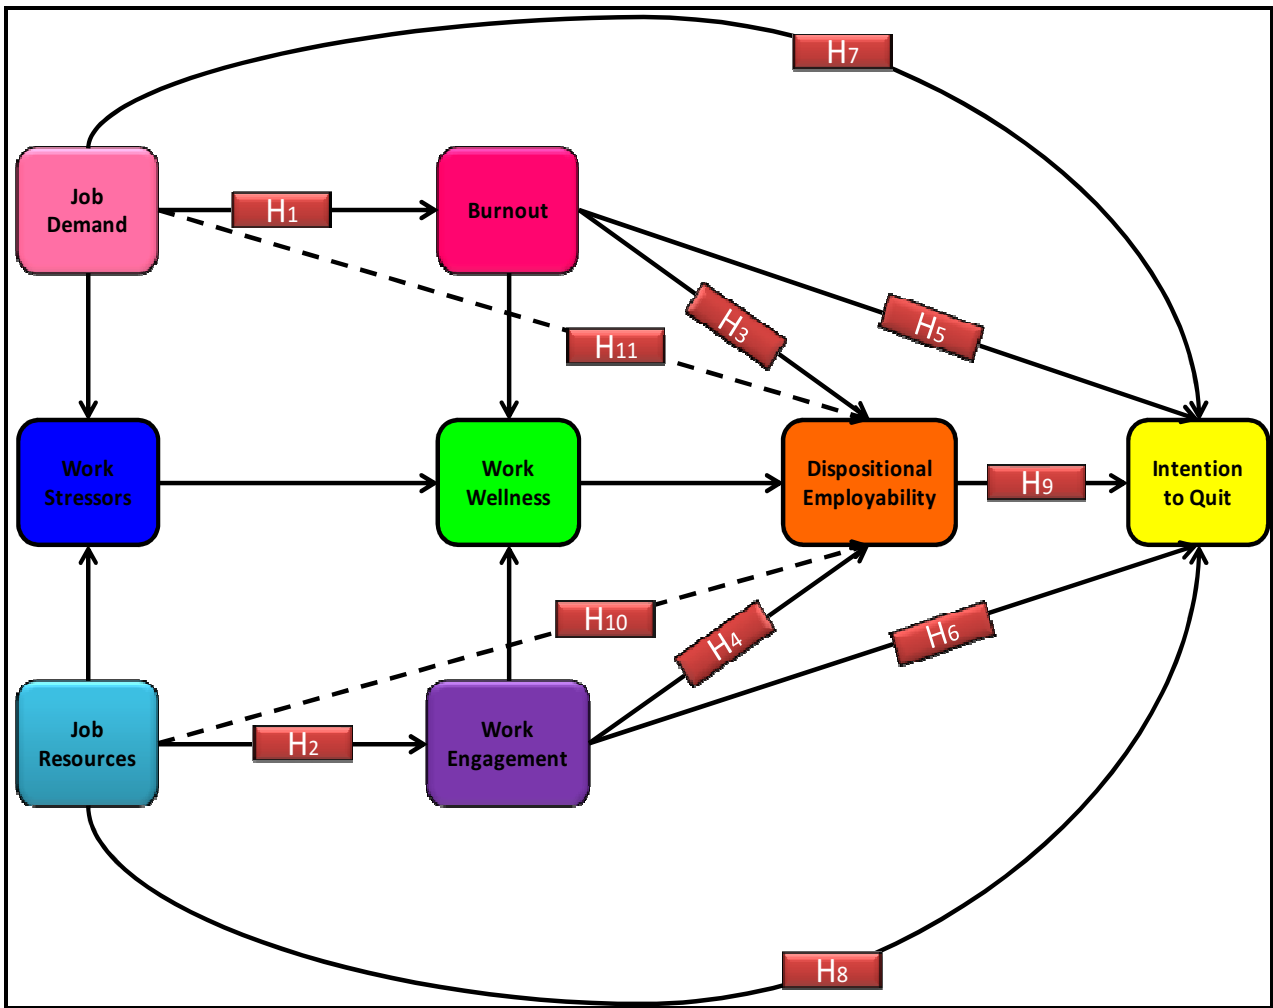 H7
Job
Demand
H1
Burnout
H3
H5
H11
Work
Stressors
Work
Wellness
Dispositional
Employability
H9
Intention
to Quit
H10
H4
H6
Job
Resources
H2
Work
Engagement
H8